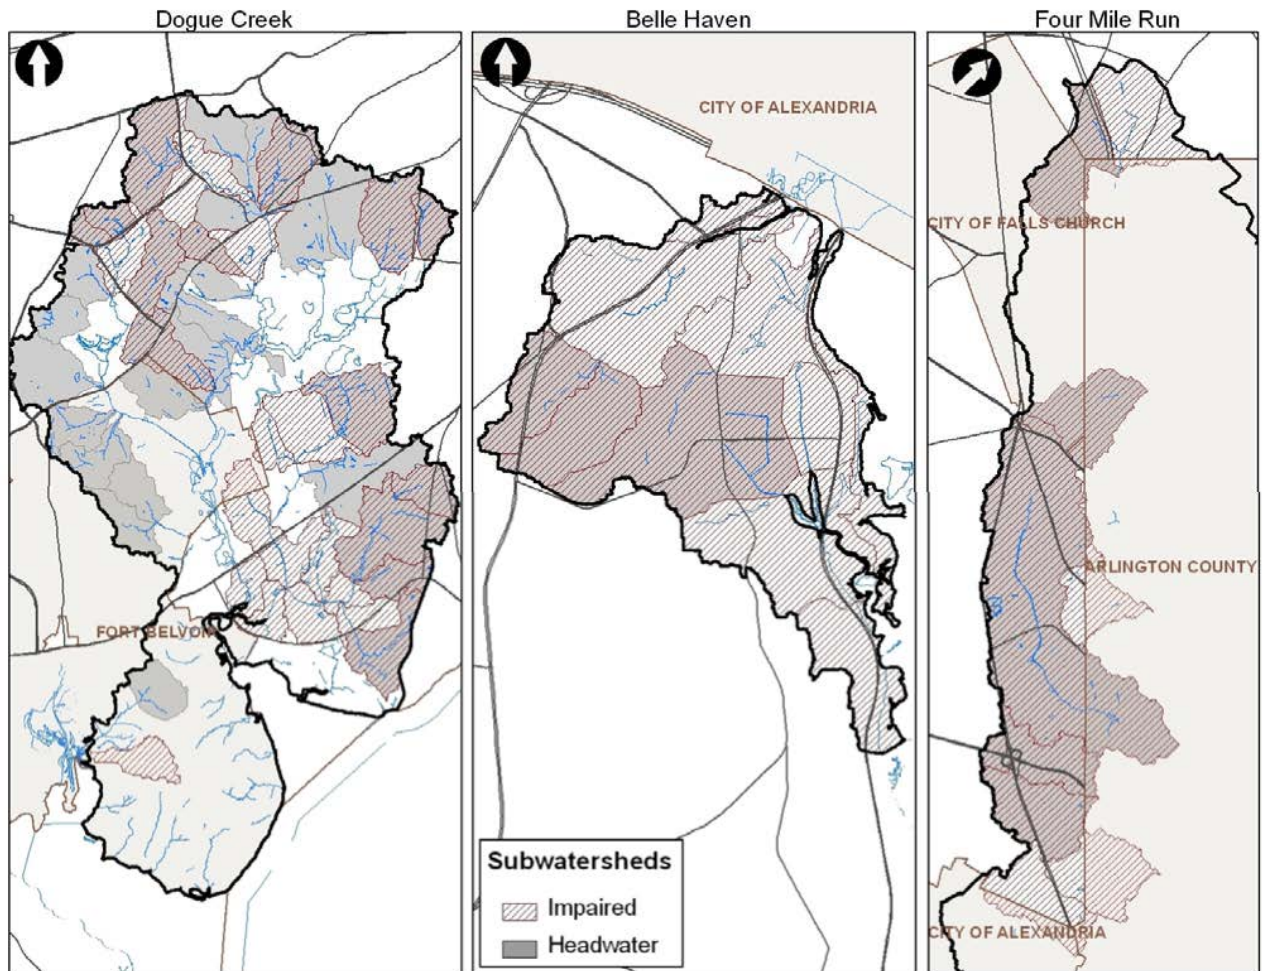 Dogue Creek
Belle Haven
Four Mile Run
CITY OF ALEXANDRIA
CITY OF FALLS CHURCH
ARLINGTON COUNTY
FORT BELVOIR
CITY OF ALEXANDRIA
Subwatersheds
Impaired
Headwater